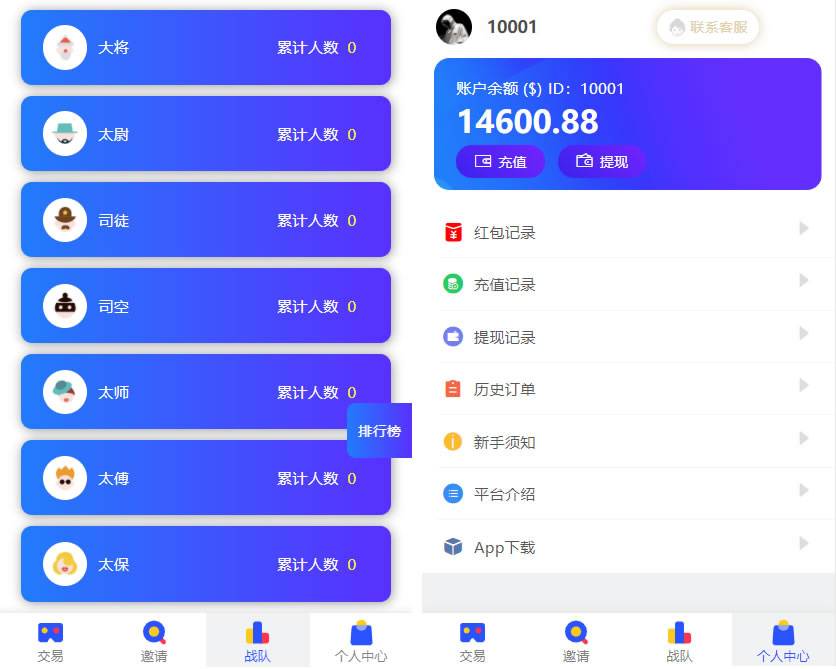 大将 累计人数 0
太尉 累计人数 0
司徒 累计人数 0
司空 累计人数 0
太师 累计人数 0
排行榜
太傅 累计人数 0
太保 累计人数 0
交易 邀请 战队 个人中心
10001 联系客服
账户余额 ($) ID：10001
14600.88
充值 提现
红包记录
充值记录
提现记录
历史订单
新手须知
平台介绍
App下载
交易 邀请 战队 个人中心